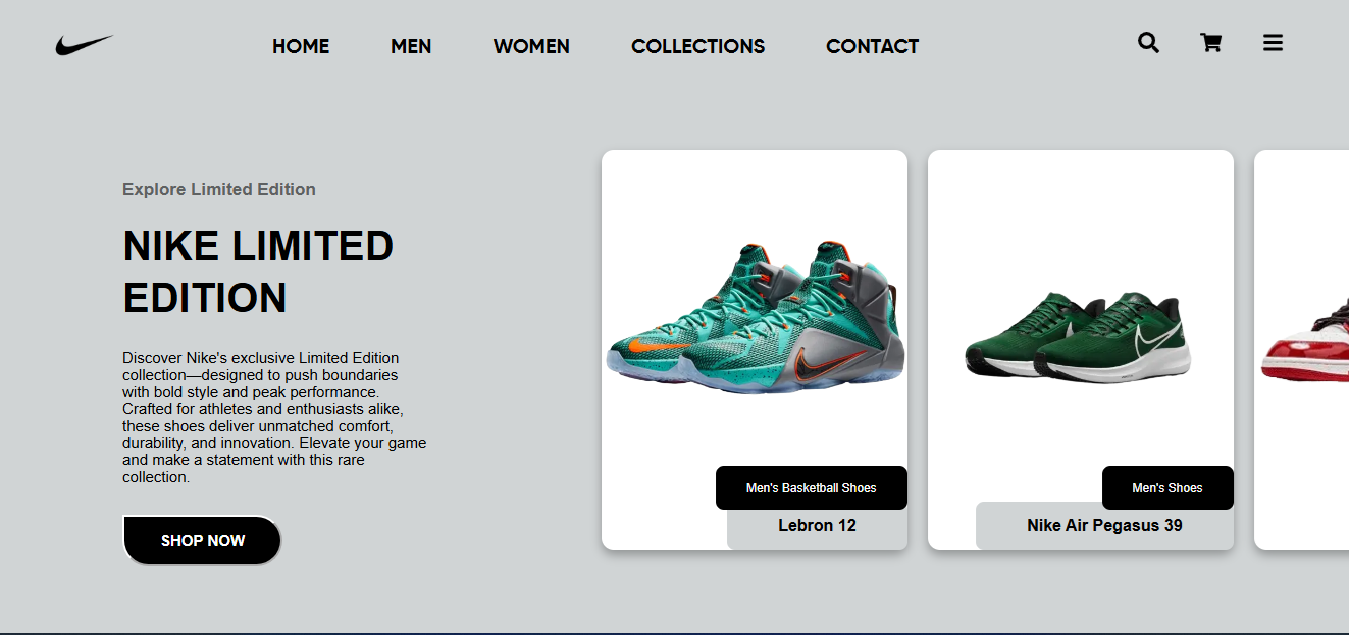 HOME
MEN
WOMEN
COLLECTIONS
CONTACT
Explore Limited Edition
NIKE LIMITED
EDITION
Discover Nike's exclusive Limited Edition
collection—designed to push boundaries
with bold style and peak performance.
Crafted for athletes and enthusiasts alike,
these shoes deliver unmatched comfort,
durability, and innovation. Elevate your game
and make a statement with this rare
collection.
SHOP NOW
Men's Basketball Shoes
Lebron 12
Men's Shoes
Nike Air Pegasus 39